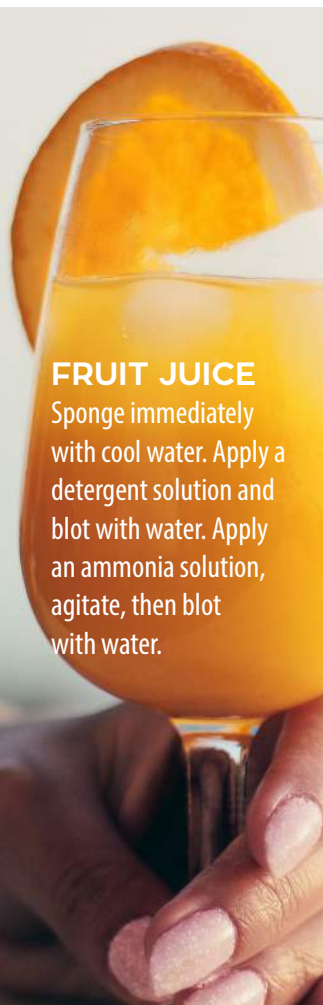 FRUIT JUICE
Sponge immediately
with cool water. Apply a
detergent solution and
blot with water. Apply
an ammonia solution,
agitate, then blot
with water.